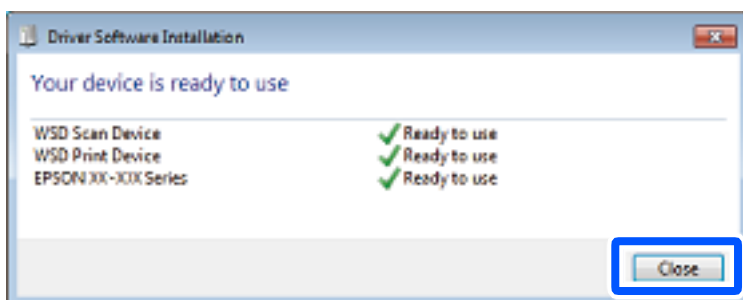 Driver Software Installation
Your device is ready to use
WSD Scan Device Ready to use
WSD Print Device Ready to use
EPSON XX-XXX Series Ready to use
Close